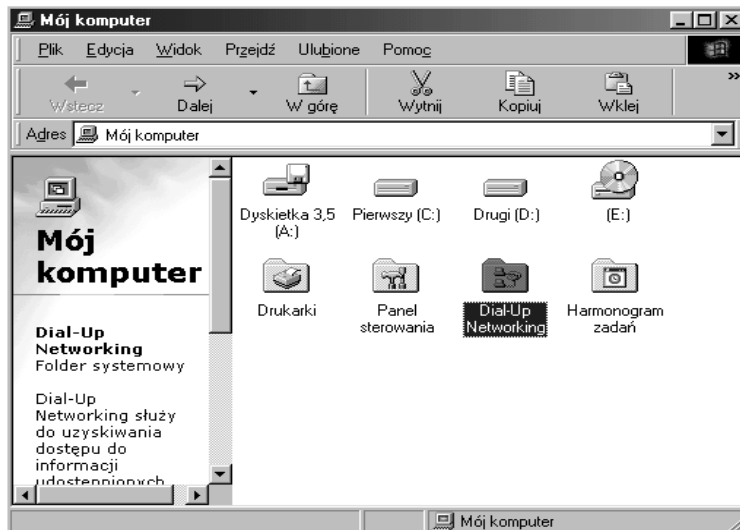 Mój komputer
Plik Edycja Widok Przejdź Ulubione Pomoc
Wstecz Dalej W górę Wytnij Kopiuj Wklej »
Adres Mój komputer
Mój
komputer
Dial-Up
Networking
Folder systemowy
Dial-Up
Networking służy
do uzyskiwania
dostępu do
informacji
udostępnionych
Dyskietka 3,5
(A:)
Pierwszy (C:)
Drugi (D:)
(E:)
Drukarki
Panel
sterowania
Dial-Up
Networking
Harmonogram
zadań
Mój komputer